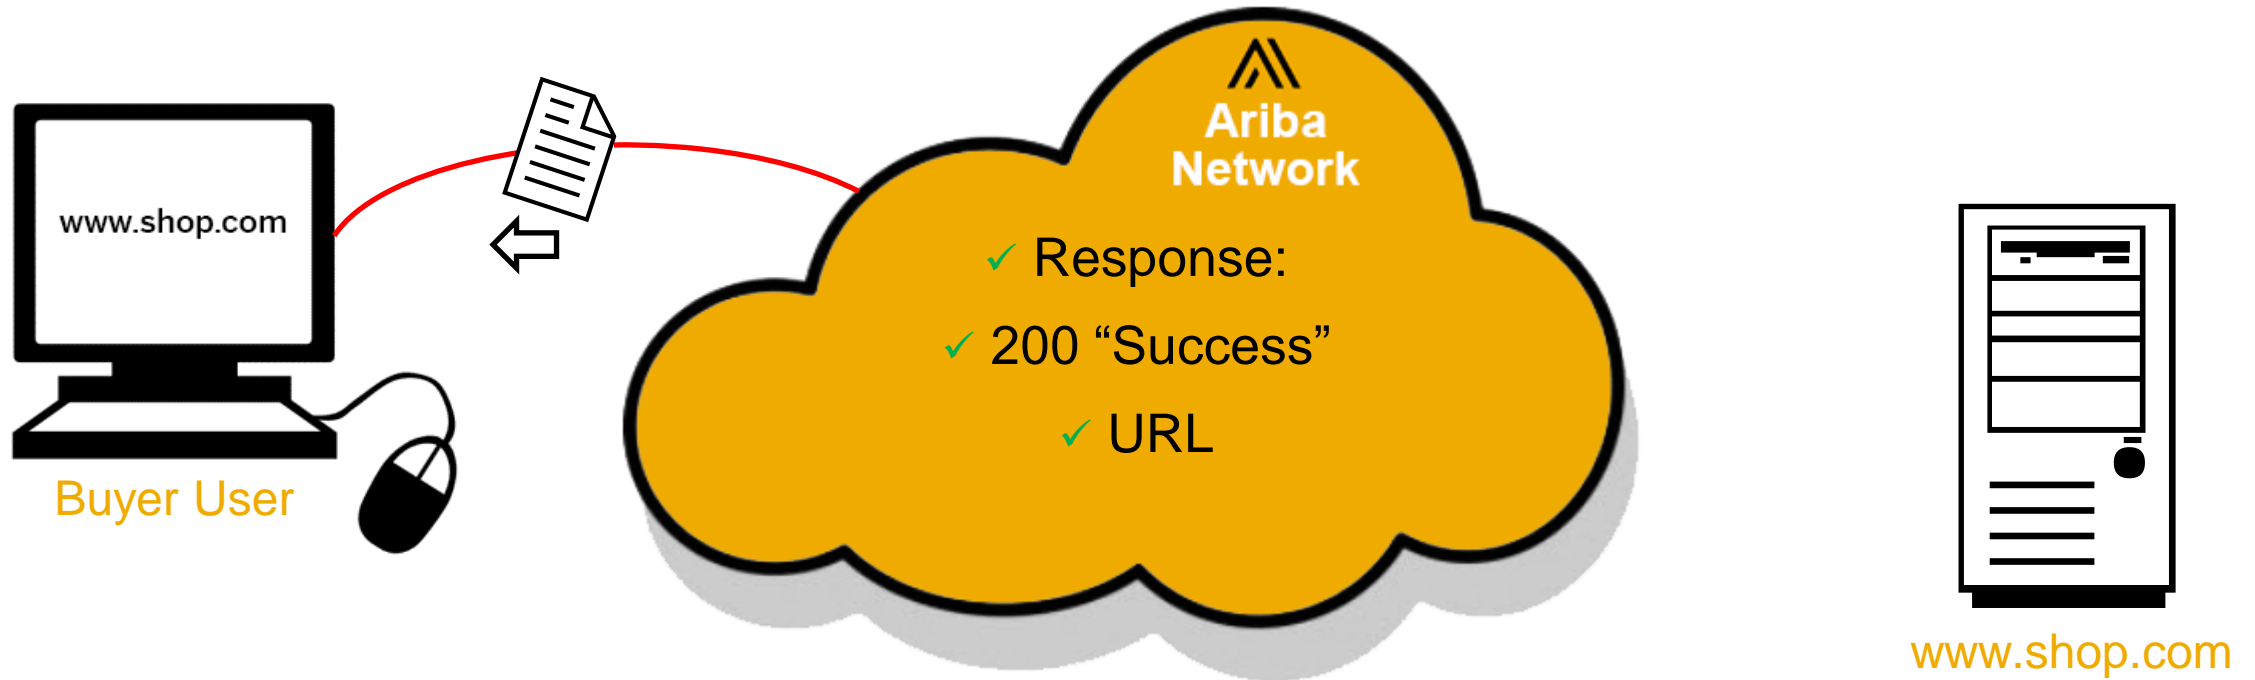 Ariba
Network
www.shop.com
✓ Response:
✓ 200 “Success”
✓ URL
Buyer User
www.shop.com